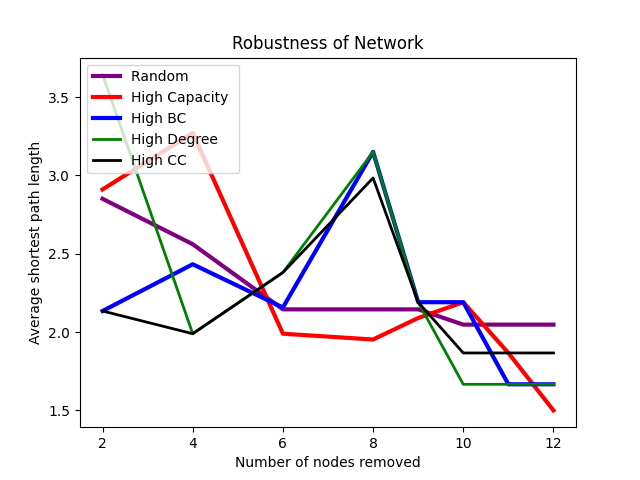 Robustness of Network
Random
High Capacity
High BC
High Degree
High CC
Average shortest path length
3.5
3.0
2.5
2.0
1.5
2 4 6 8 10 12
Number of nodes removed